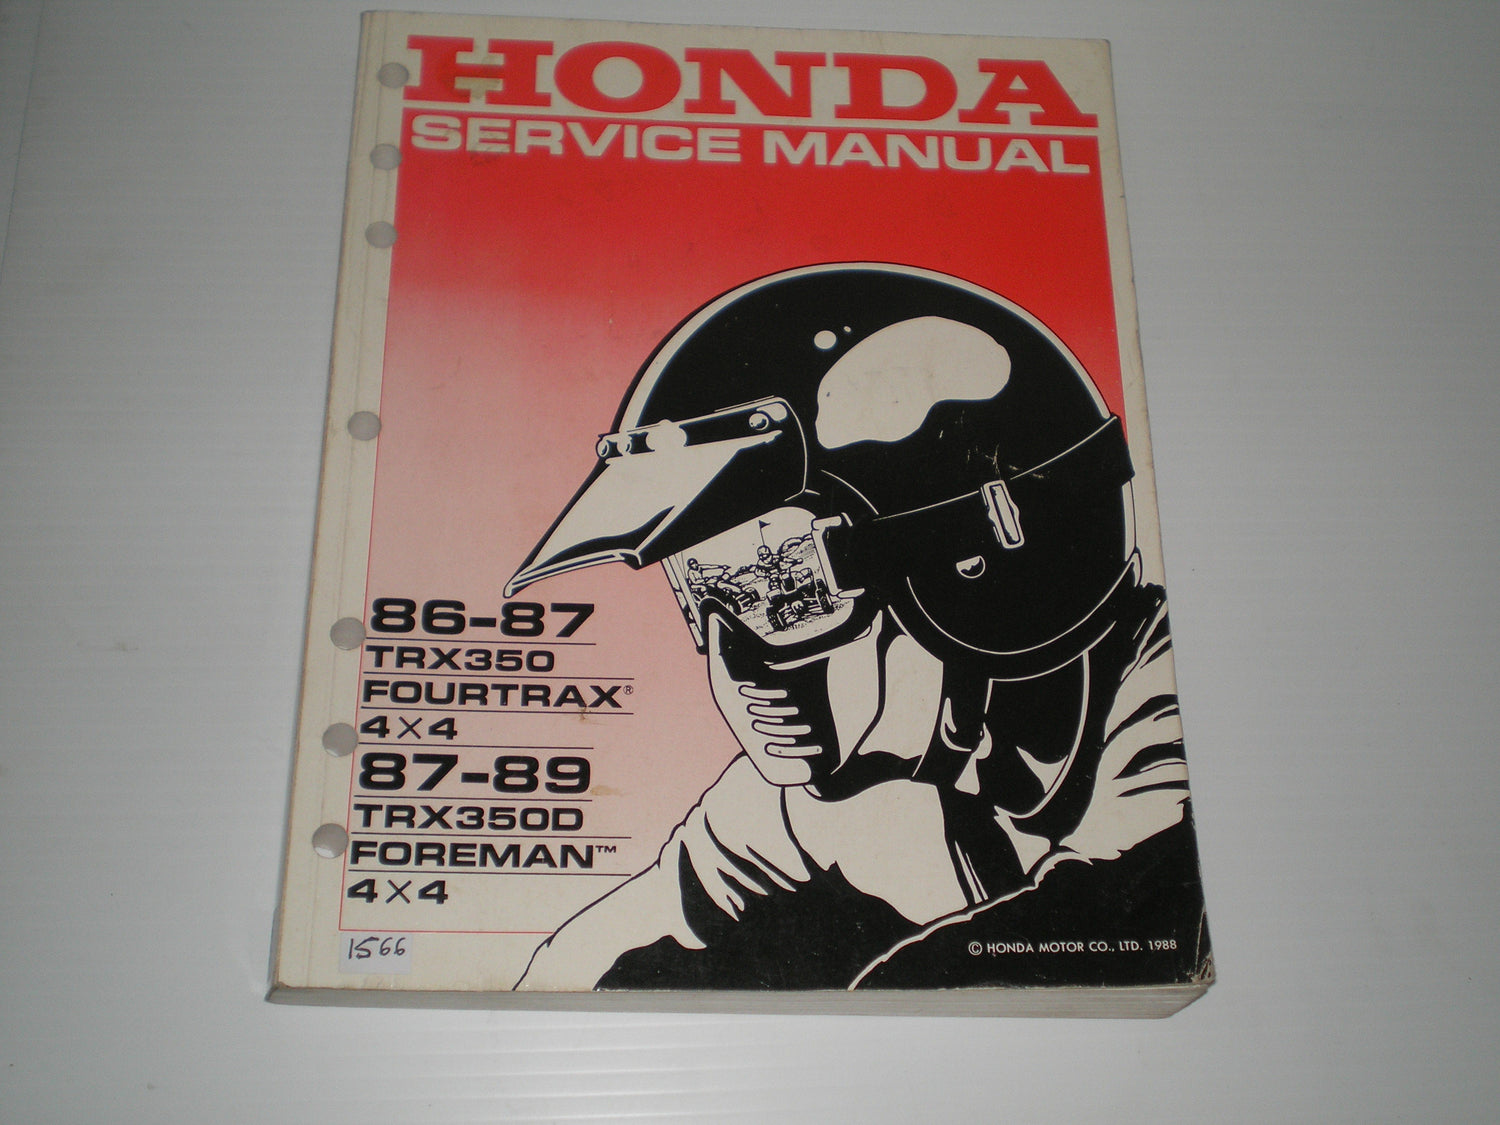 HONDA
SERVICE MANUAL
86-87
TRX350
FOURTRAX®
4×4
87-89
TRX350D
FOREMAN™
4×4
1566
© HONDA MOTOR CO., LTD. 1988